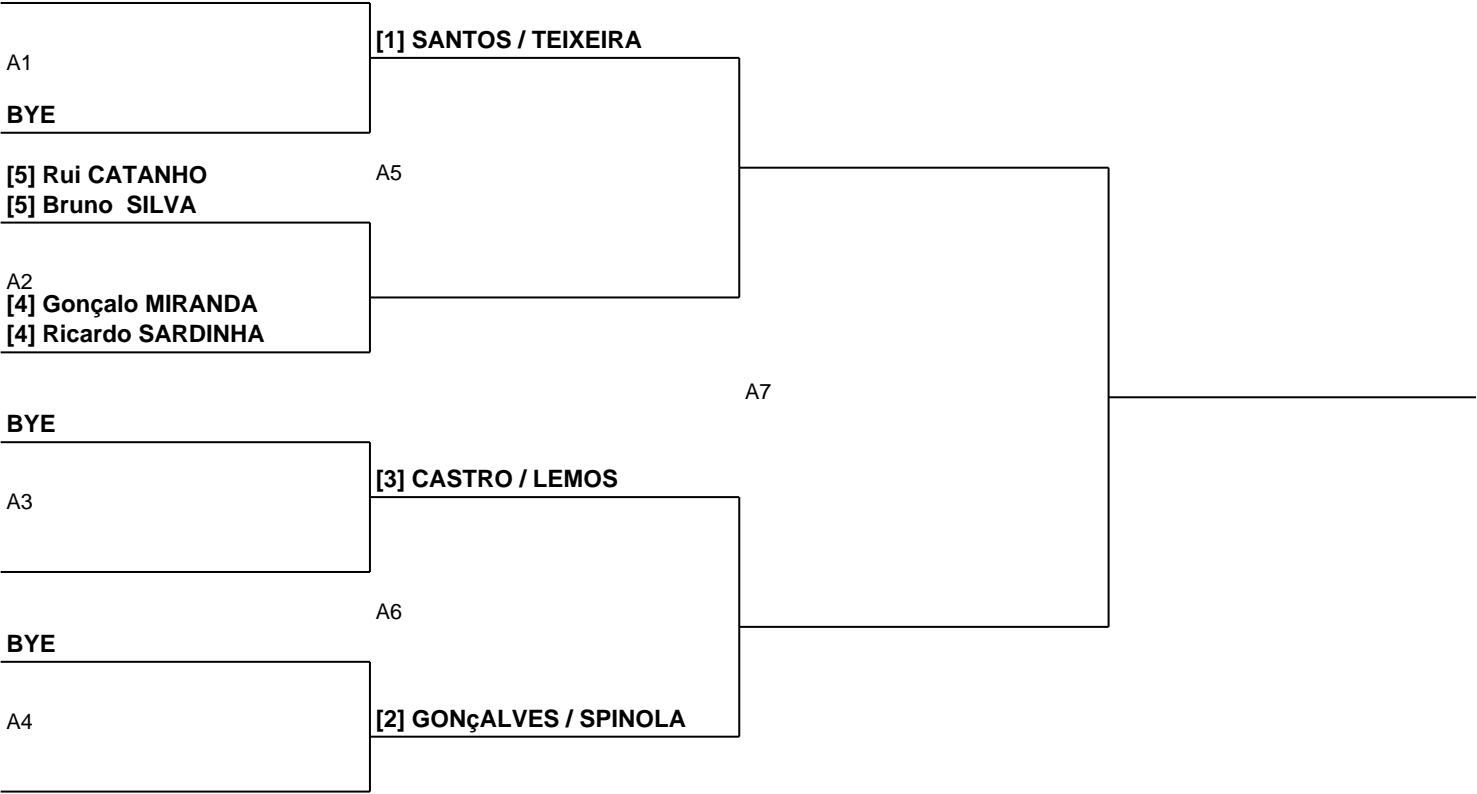 [1] SANTOS / TEIXEIRA
A1
BYE
[5] Rui CATANHO
[5] Bruno  SILVA
A5
A2
[4] Gonçalo MIRANDA
[4] Ricardo SARDINHA
A7
BYE
[3] CASTRO / LEMOS
A3
A6
BYE
[2] GONçALVES / SPINOLA
A4